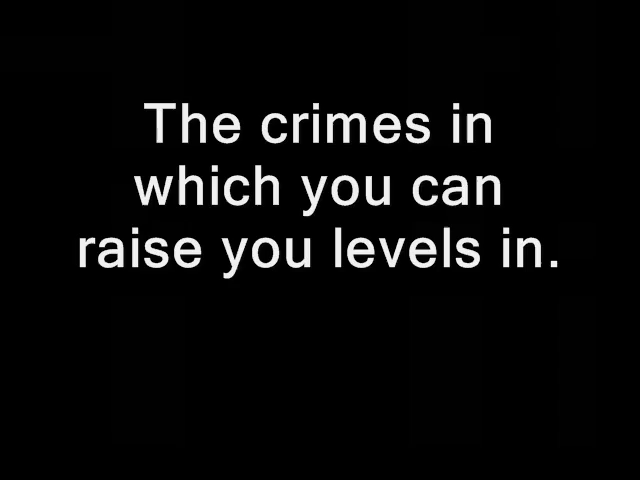 The crimes in
which you can
raise you levels in.